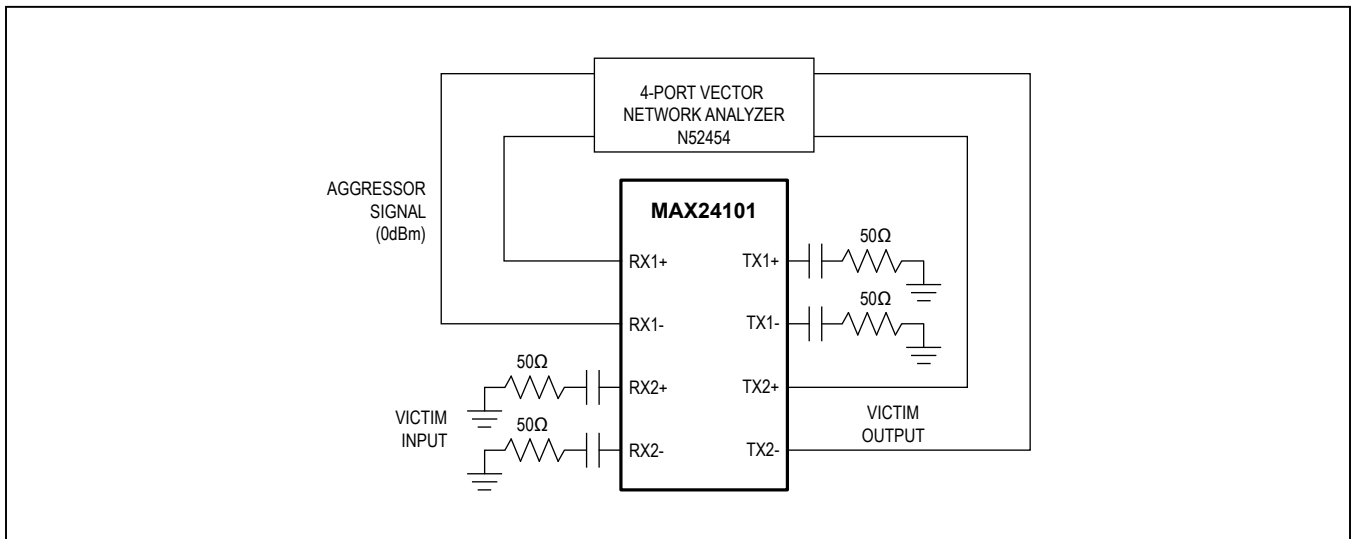 4-PORT VECTOR
NETWORK ANALYZER
N52454
AGGRESSOR
SIGNAL
(0dBm)
MAX24101
RX1+
TX1+
50Ω
RX1-
TX1-
50Ω
50Ω
RX2+
TX2+
VICTIM
INPUT
50Ω
RX2-
TX2-
VICTIM
OUTPUT